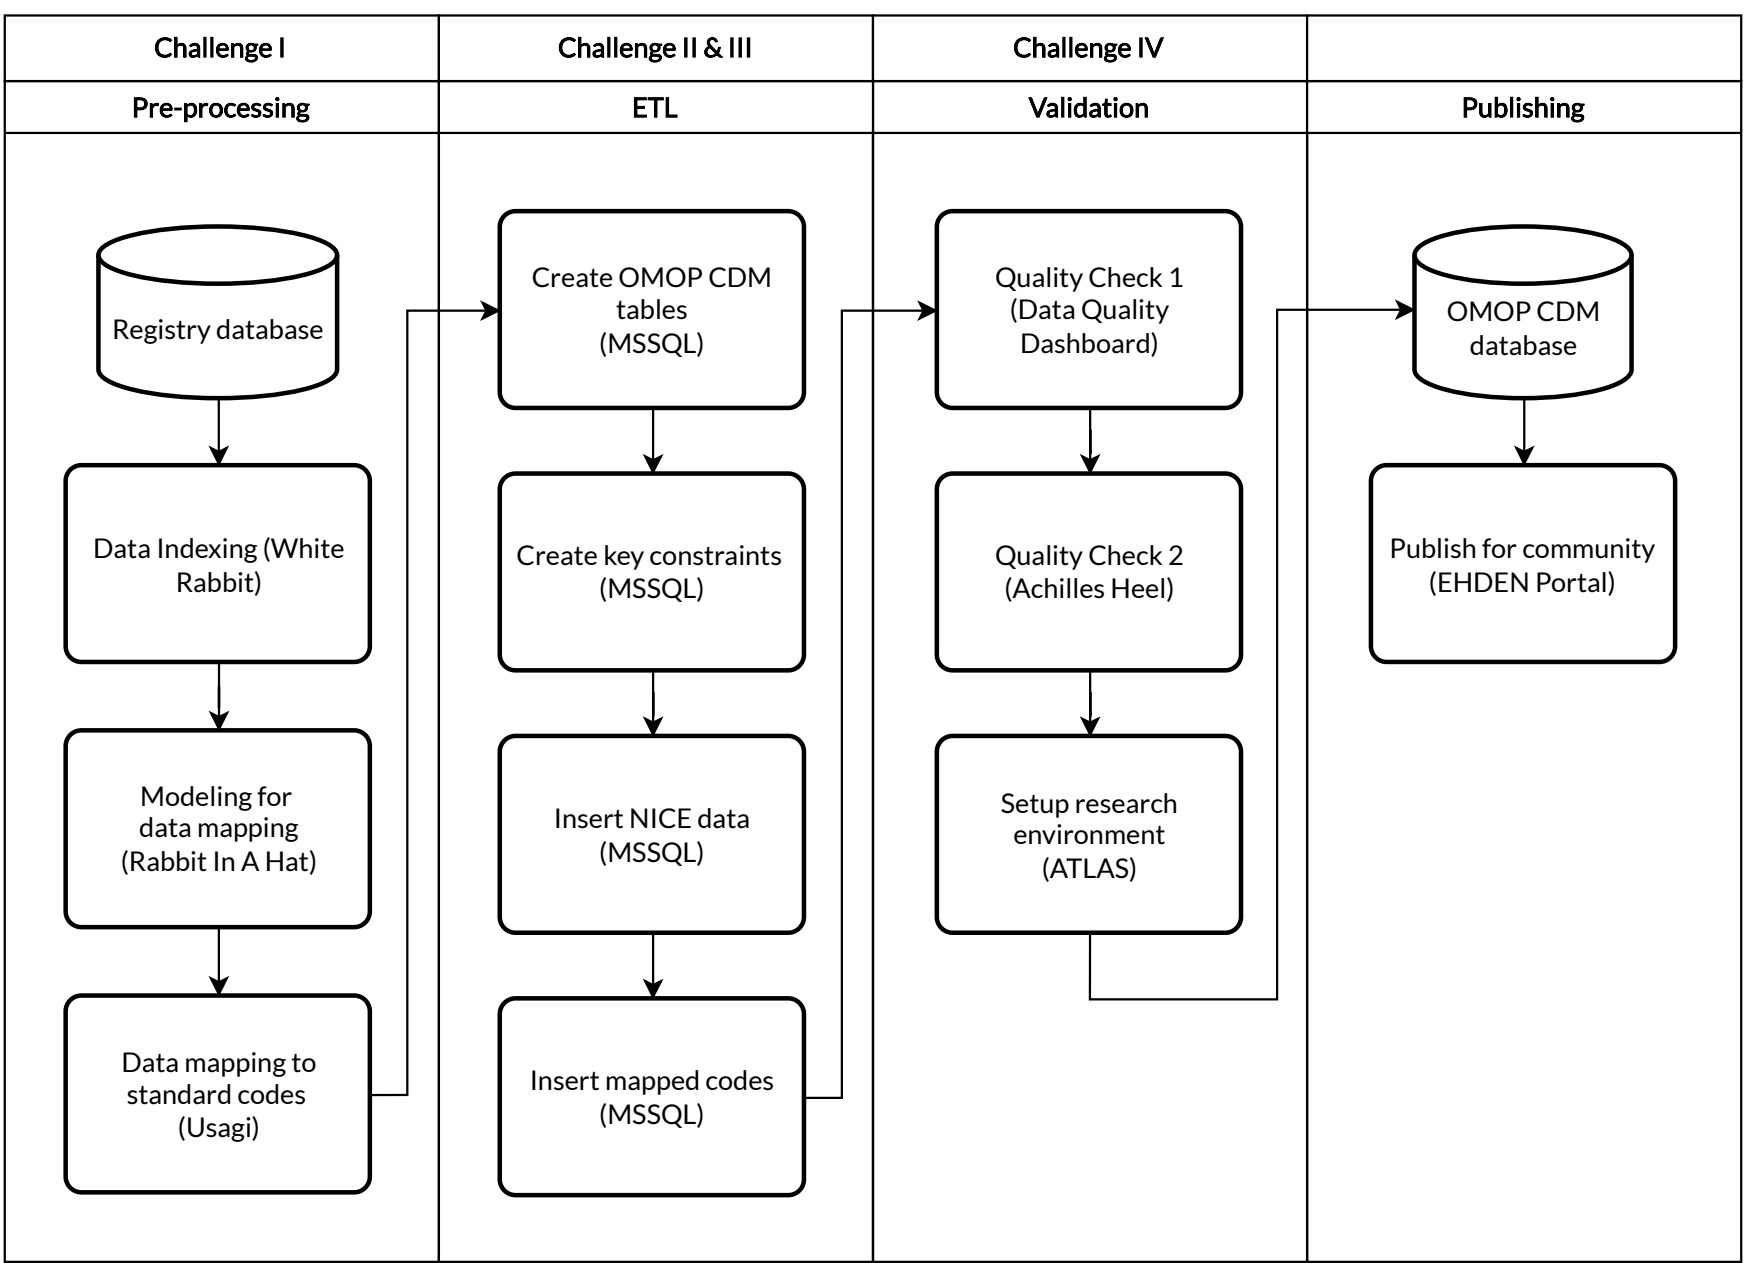 Challenge I
Challenge II & III
Challenge IV
Pre-processing
ETL
Validation
Publishing
Registry database
Data Indexing (White
Rabbit)
Modeling for
data mapping
(Rabbit In A Hat)
Data mapping to
standard codes
(Usagi)
Create OMOP CDM
tables
(MSSQL)
Create key constraints
(MSSQL)
Insert NICE data
(MSSQL)
Insert mapped codes
(MSSQL)
Quality Check 1
(Data Quality
Dashboard)
Quality Check 2
(Achilles Heel)
Setup research
environment
(ATLAS)
OMOP CDM
database
Publish for community
(EHDEN Portal)